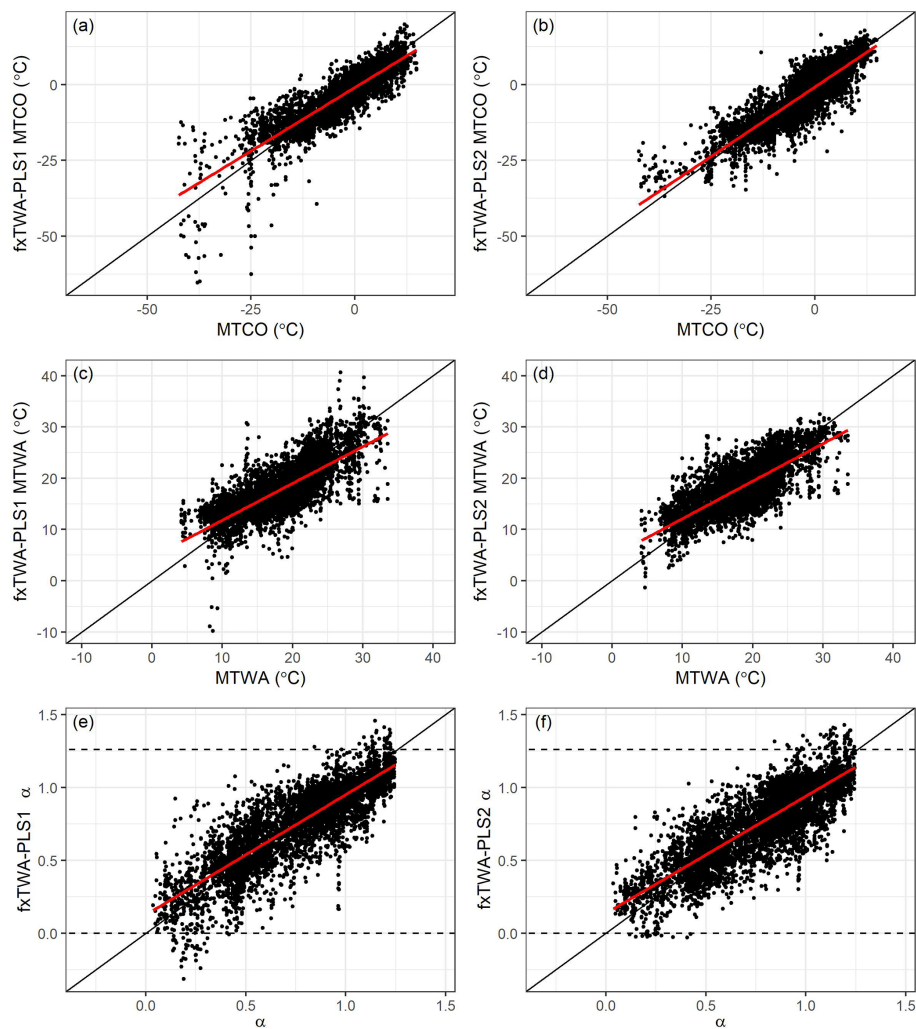 (a)
fxTWA-PLS1 MTCO (°C)
0
-25
-50
-50 -25 0
MTCO (°C)
(b)
fxTWA-PLS2 MTCO (°C)
0
-25
-50
-50 -25 0
MTCO (°C)
(c)
fxTWA-PLS1 MTWA (°C)
40
30
20
10
0
-10
-10 0 10 20 30 40
MTWA (°C)
(d)
fxTWA-PLS2 MTWA (°C)
40
30
20
10
0
-10
-10 0 10 20 30 40
MTWA (°C)
(e)
fxTWA-PLS1 α
1.5
1.0
0.5
0.0
0.0 0.5 1.0 1.5
α
(f)
fxTWA-PLS2 α
1.5
1.0
0.5
0.0
0.0 0.5 1.0 1.5
α